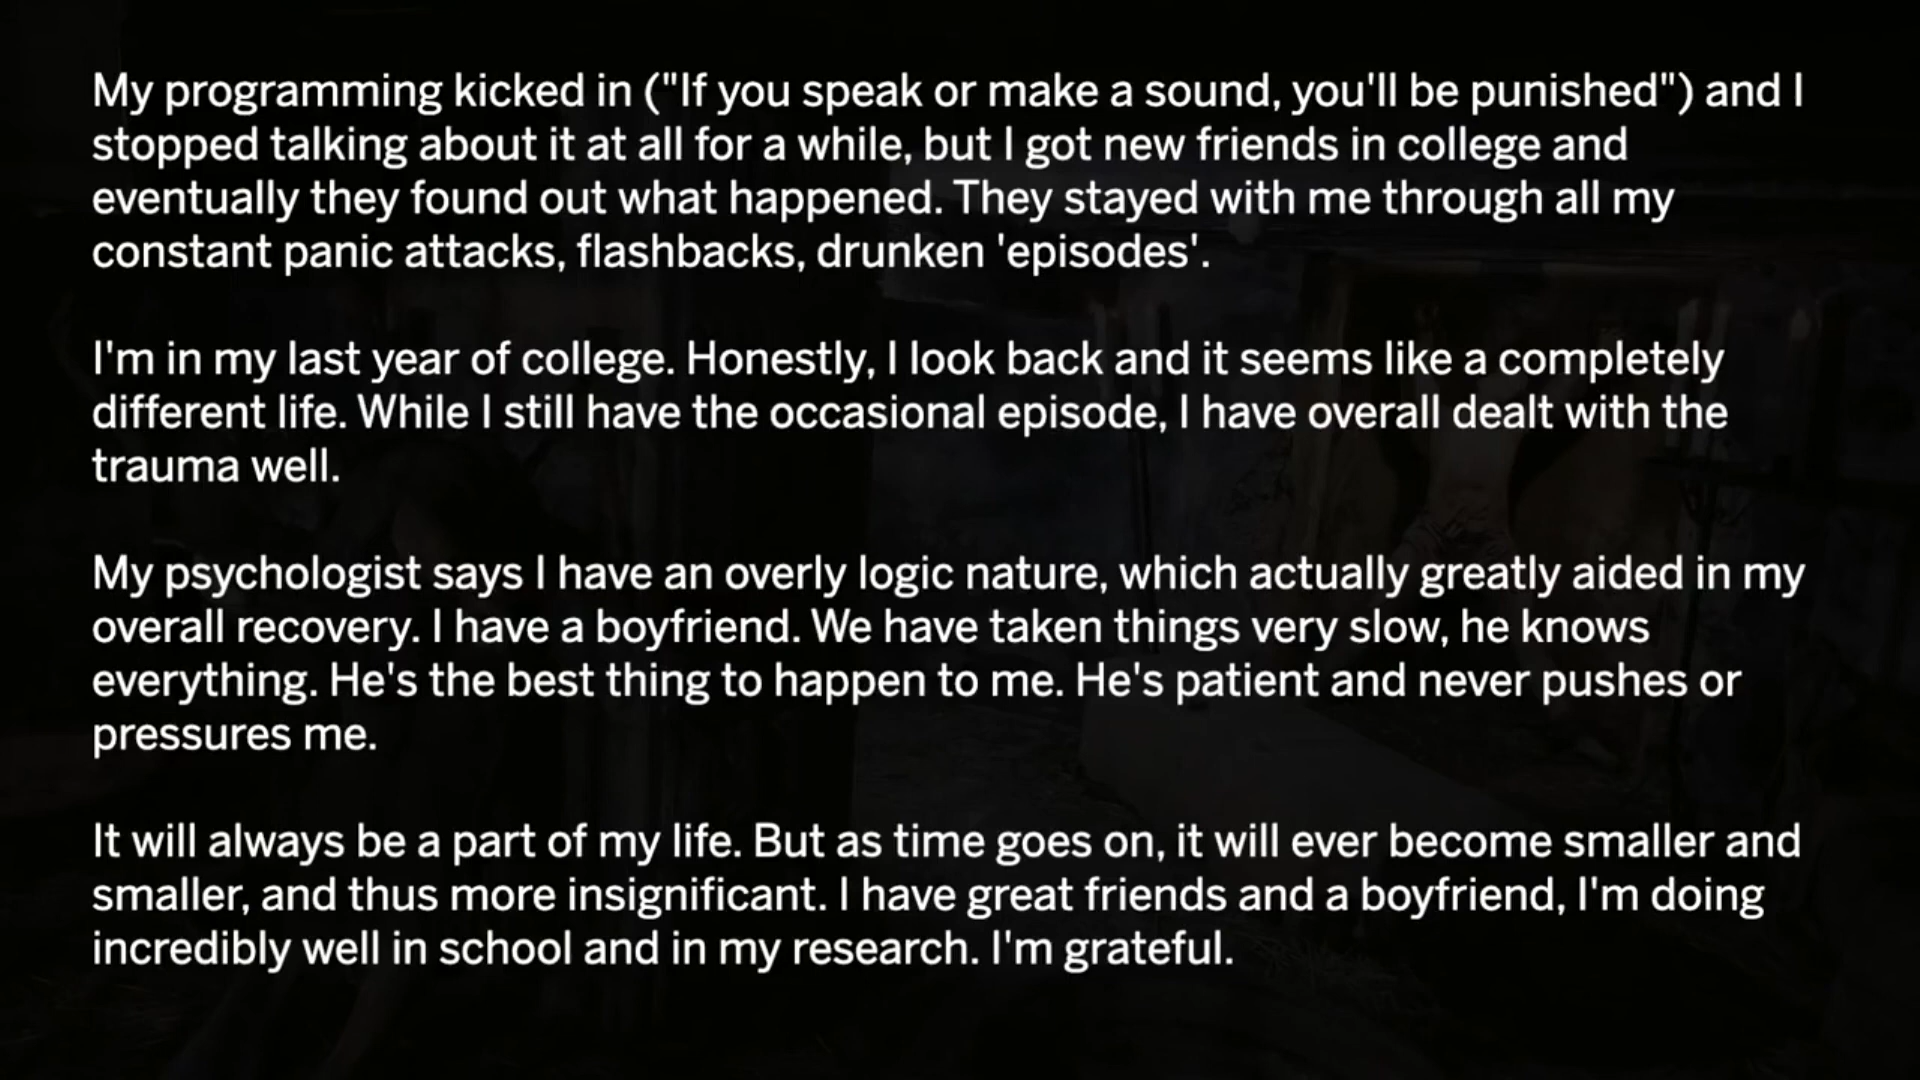 My programming kicked in ("If you speak or make a sound, you'll be punished") and I
stopped talking about it at all for a while, but I got new friends in college and
eventually they found out what happened. They stayed with me through all my
constant panic attacks, flashbacks, drunken 'episodes'.
I'm in my last year of college. Honestly, I look back and it seems like a completely
different life. While I still have the occasional episode, I have overall dealt with the
trauma well.
My psychologist says I have an overly logic nature, which actually greatly aided in my
overall recovery. I have a boyfriend. We have taken things very slow, he knows
everything. He's the best thing to happen to me. He's patient and never pushes or
pressures me.
It will always be a part of my life. But as time goes on, it will ever become smaller and
smaller, and thus more insignificant. I have great friends and a boyfriend, I'm doing
incredibly well in school and in my research. I'm grateful.